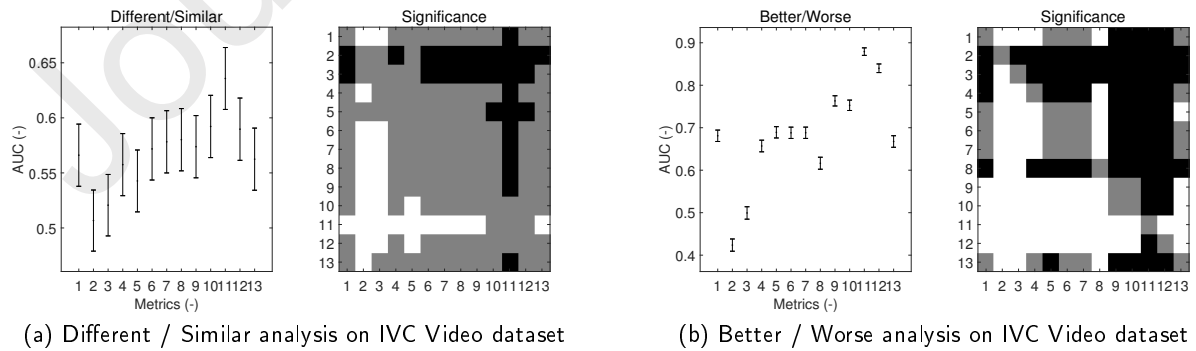 Different/Similar
AUC (-)
0.65
0.6
0.55
0.5
1 2 3 4 5 6 7 8 9 10 11 12 13
Metrics (-)
Significance
1
2
3
4
5
6
7
8
9
10
11
12
13
1 2 3 4 5 6 7 8 9 10 11 12 13
(a) Different / Similar analysis on IVC Video dataset
Better/Worse
AUC (-)
0.9
0.8
0.7
0.6
0.5
0.4
1 2 3 4 5 6 7 8 9 10 11 12 13
Metrics (-)
Significance
1
2
3
4
5
6
7
8
9
10
11
12
13
1 2 3 4 5 6 7 8 9 10 11 12 13
(b) Better / Worse analysis on IVC Video dataset